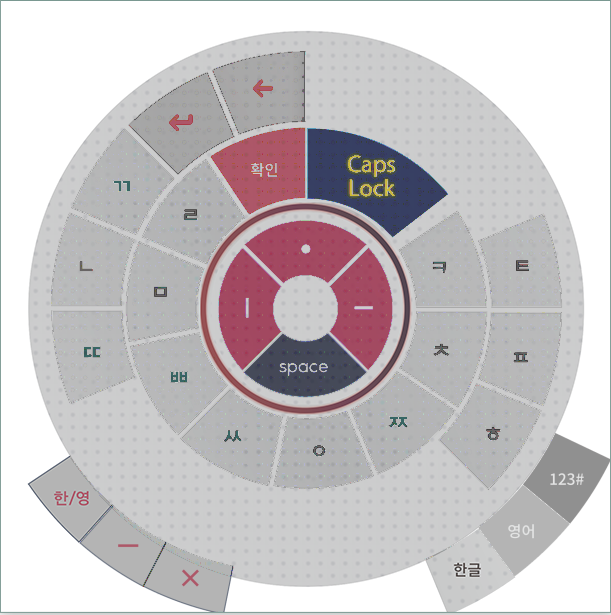 ←
↵
확인
Caps
Lock
ㄲ
ㄹ
ㅋ
ㅌ
ㄴ
ㅁ
ㆍ
ㅣ
ㅡ
space
ㄸ
ㅃ
ㅊ
ㅍ
ㅆ
ㅇ
ㅉ
ㅎ
한/영
—
×
123#
영어
한글